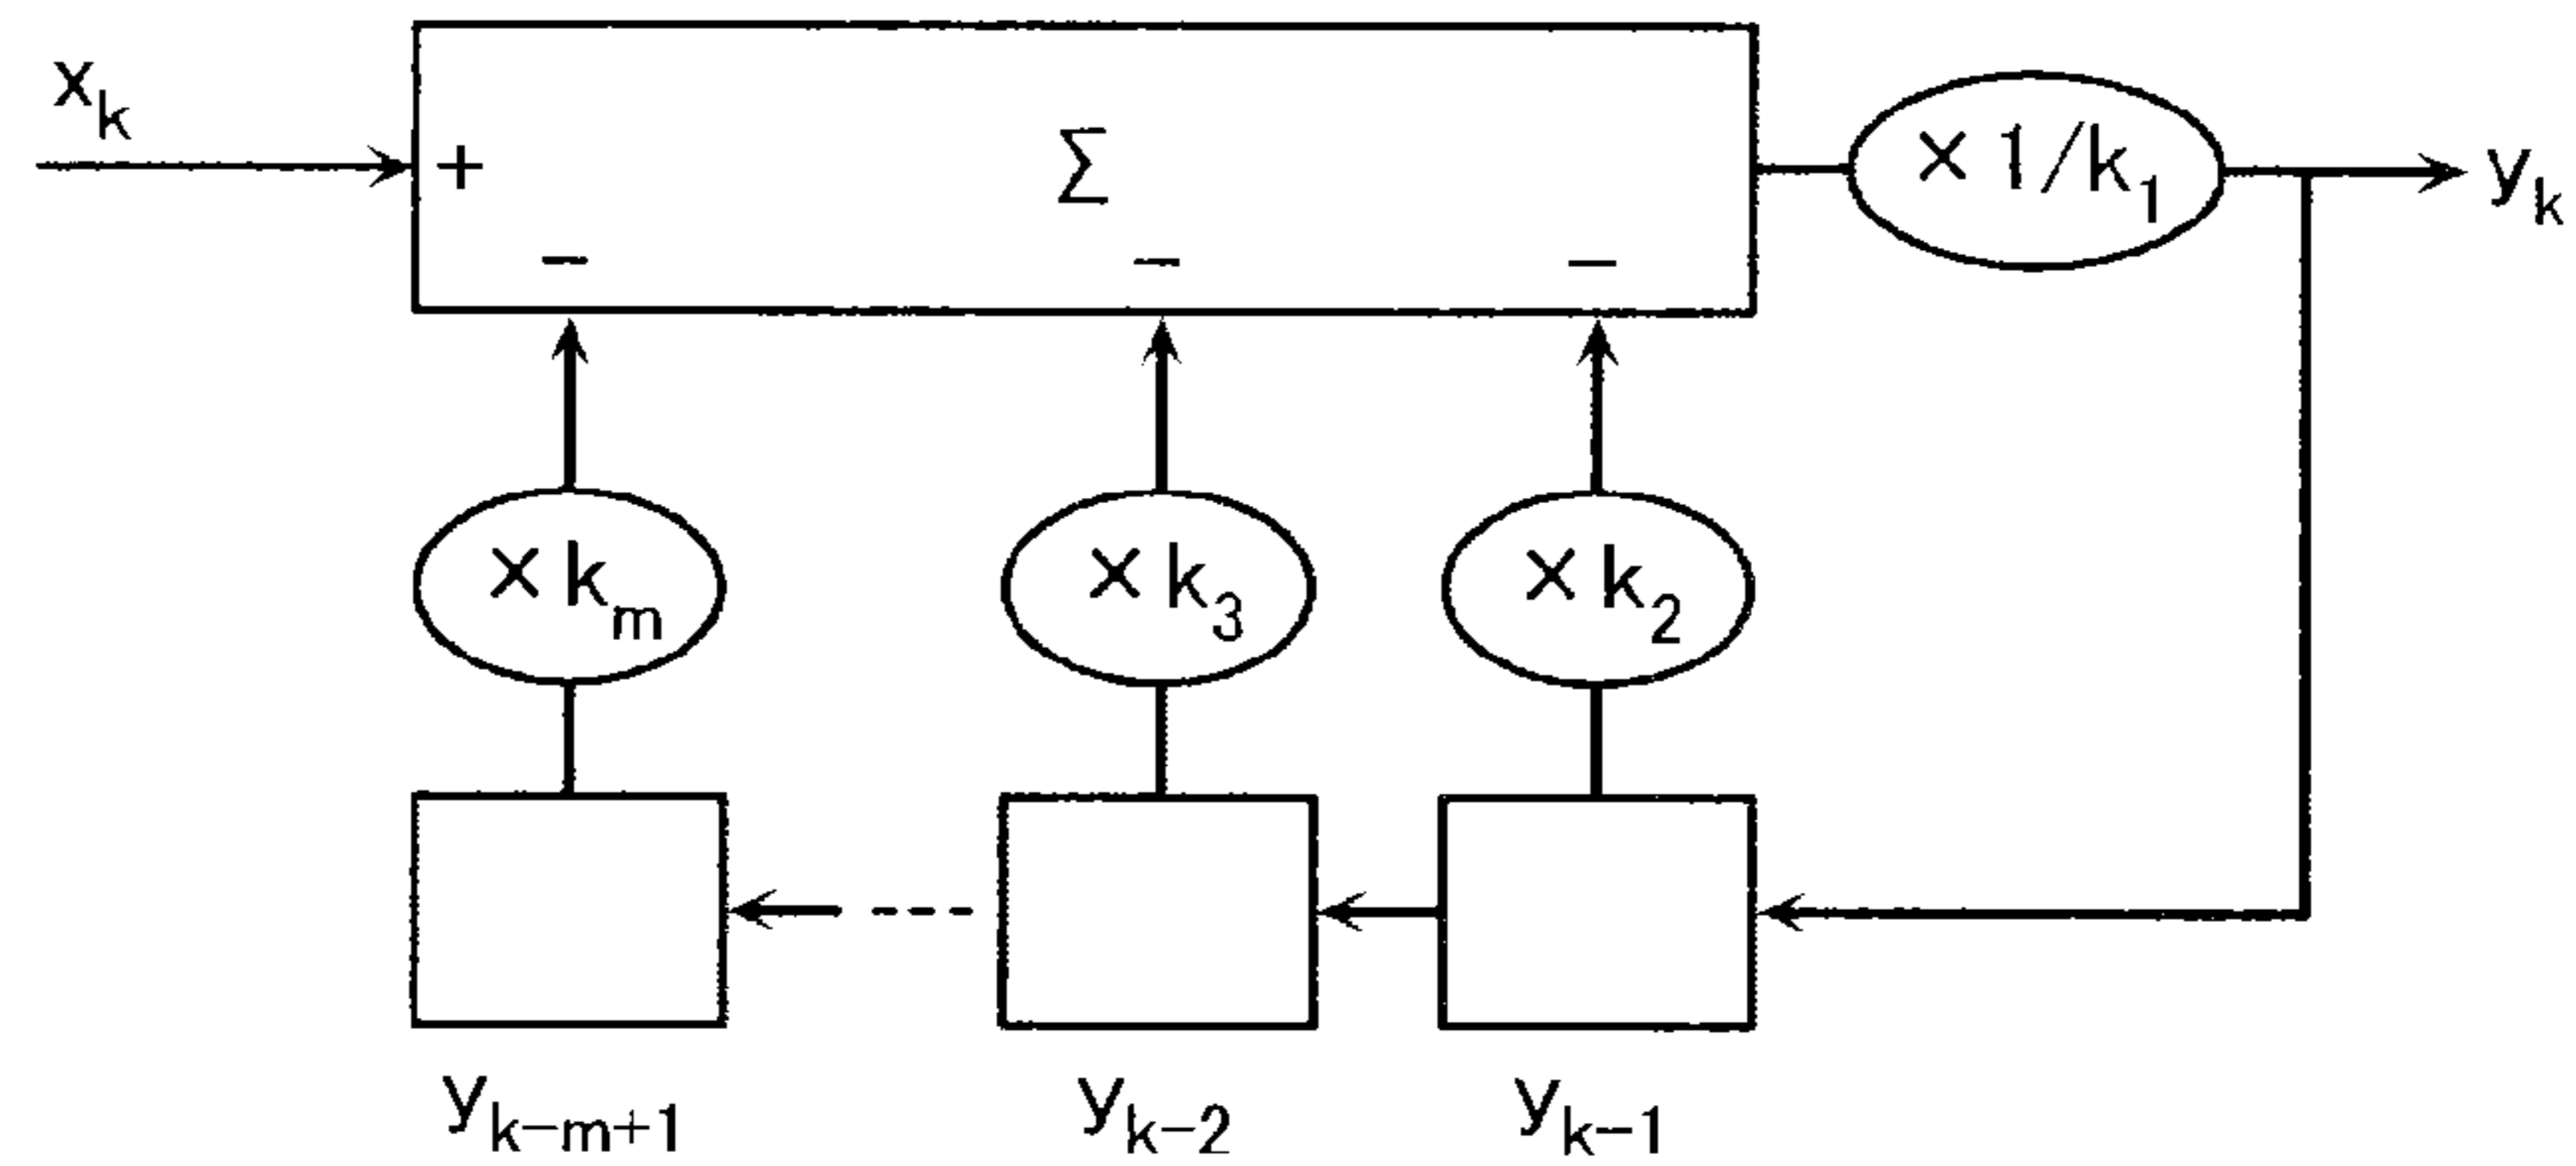 x_k
+ Σ × 1/k_1 y_k
− − −
× k_m × k_3 × k_2
y_{k−m+1} y_{k−2} y_{k−1}